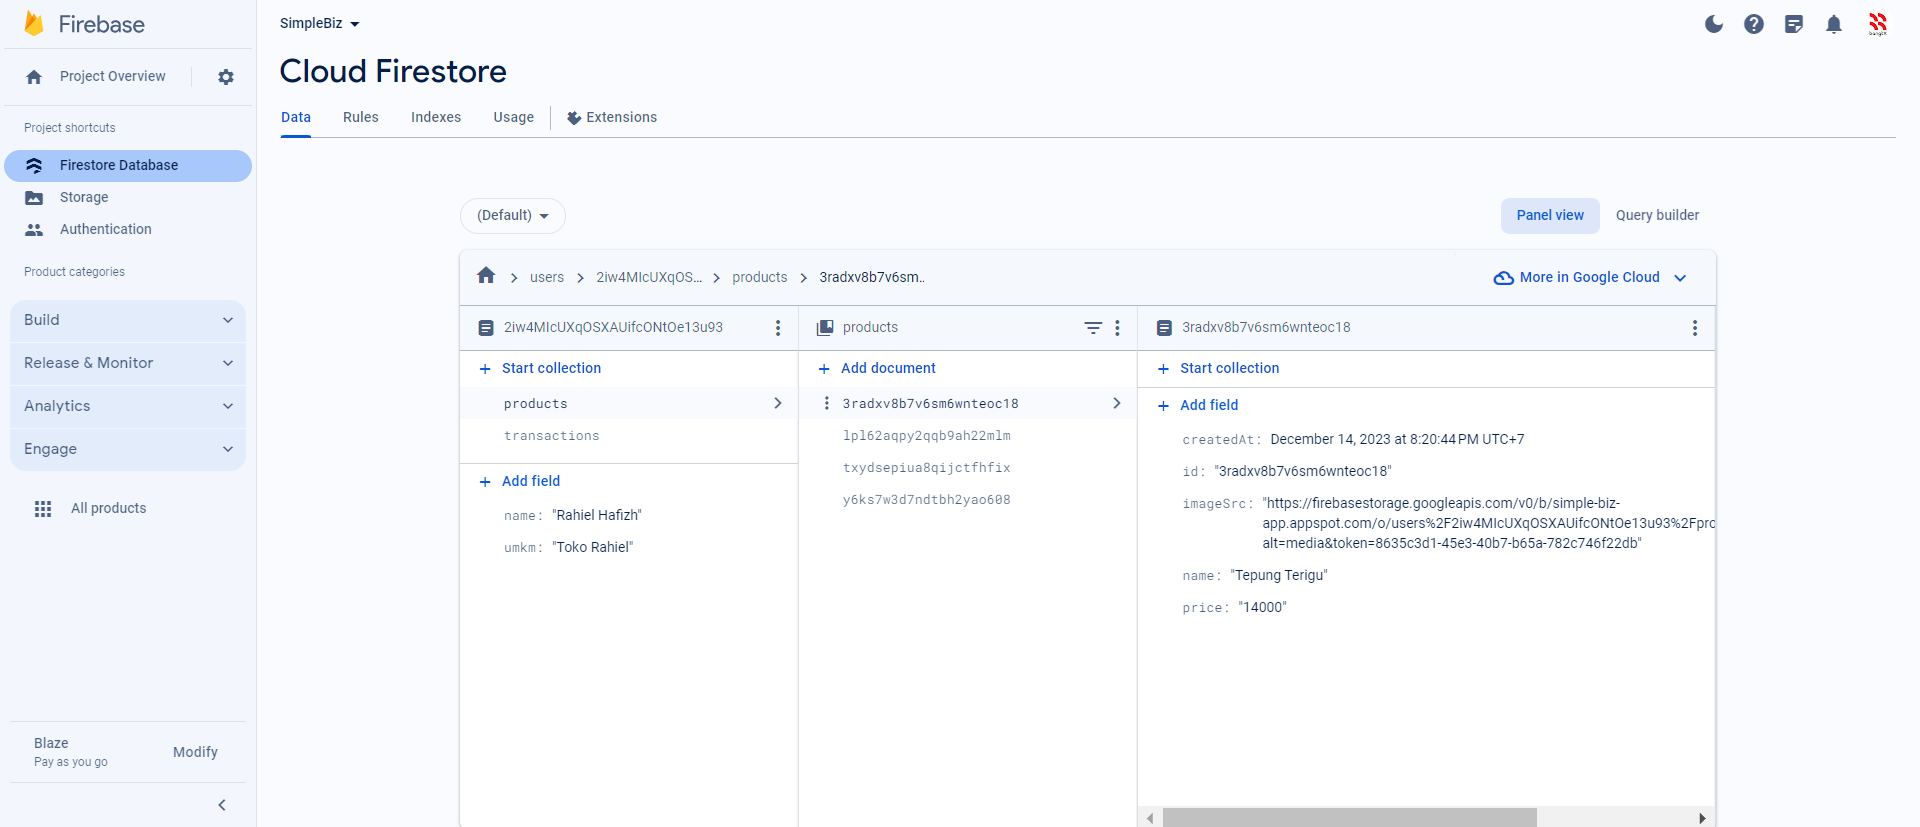 Firebase
Project Overview
Project shortcuts
Firestore Database
Storage
Authentication
Product categories
Build
Release & Monitor
Analytics
Engage
All products
Blaze
Pay as you go
Modify
SimpleBiz
Cloud Firestore
Data Rules Indexes Usage Extensions
(Default)
Panel view Query builder
users 2iw4MIcUXqOS... products 3radxv8b7v6sm..
More in Google Cloud
2iw4MIcUXqOSXAUifcONtOe13u93
Start collection
products
transactions
Add field
name: "Rahiel Hafizh"
umkm: "Toko Rahiel"
products
Add document
3radxv8b7v6sm6wnteoc18
lpl62aqpy2qqb9ah22mlm
txydsepiua8qijctfhfix
y6ks7w3d7ndtbh2yao608
3radxv8b7v6sm6wnteoc18
Start collection
Add field
createdAt: December 14, 2023 at 8:20:44 PM UTC+7
id: "3radxv8b7v6sm6wnteoc18"
imageSrc: "https://firebasestorage.googleapis.com/v0/b/simple-biz-
app.appspot.com/o/users%2F2iw4MIcUXqOSXAUifcONtOe13u93%2Fpro
alt=media&token=8635c3d1-45e3-40b7-b65a-782c746f22db"
name: "Tepung Terigu"
price: "14000"